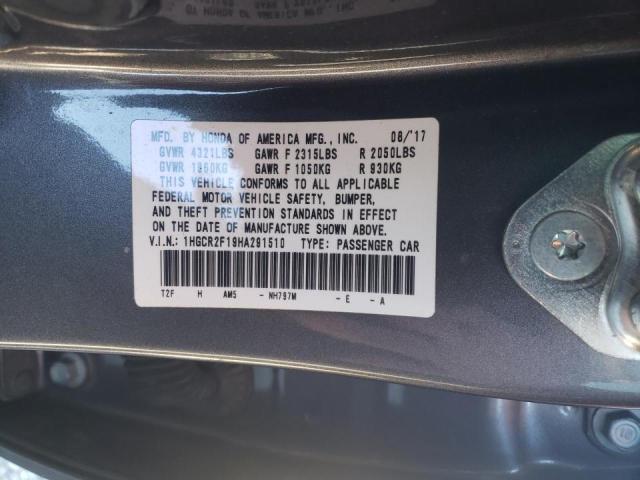 MFD. BY HONDA OF AMERICA MFG., INC. 08/'17
GVWR 4321LBS GAWR F 2315LBS R 2050LBS
GVWR 1960KG GAWR F 1050KG R 930KG
THIS VEHICLE CONFORMS TO ALL APPLICABLE
FEDERAL MOTOR VEHICLE SAFETY, BUMPER,
AND THEFT PREVENTION STANDARDS IN EFFECT
ON THE DATE OF MANUFACTURE SHOWN ABOVE.
V.I.N.: 1HGCR2F19HA291510 TYPE: PASSENGER CAR
T2F H AM5 - NH797M - E - A